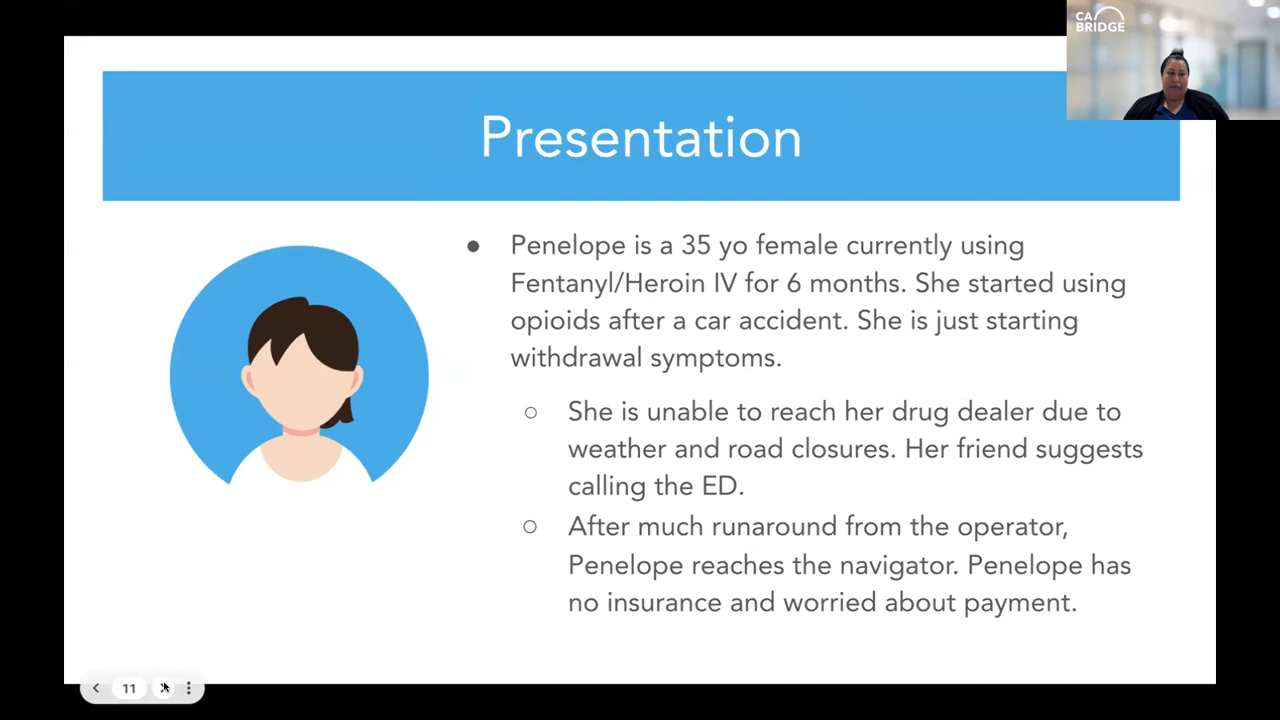 CA
BRIDGE
Presentation
● Penelope is a 35 yo female currently using
Fentanyl/Heroin IV for 6 months. She started using
opioids after a car accident. She is just starting
withdrawal symptoms.
○ She is unable to reach her drug dealer due to
weather and road closures. Her friend suggests
calling the ED.
○ After much runaround from the operator,
Penelope reaches the navigator. Penelope has
no insurance and worried about payment.
11